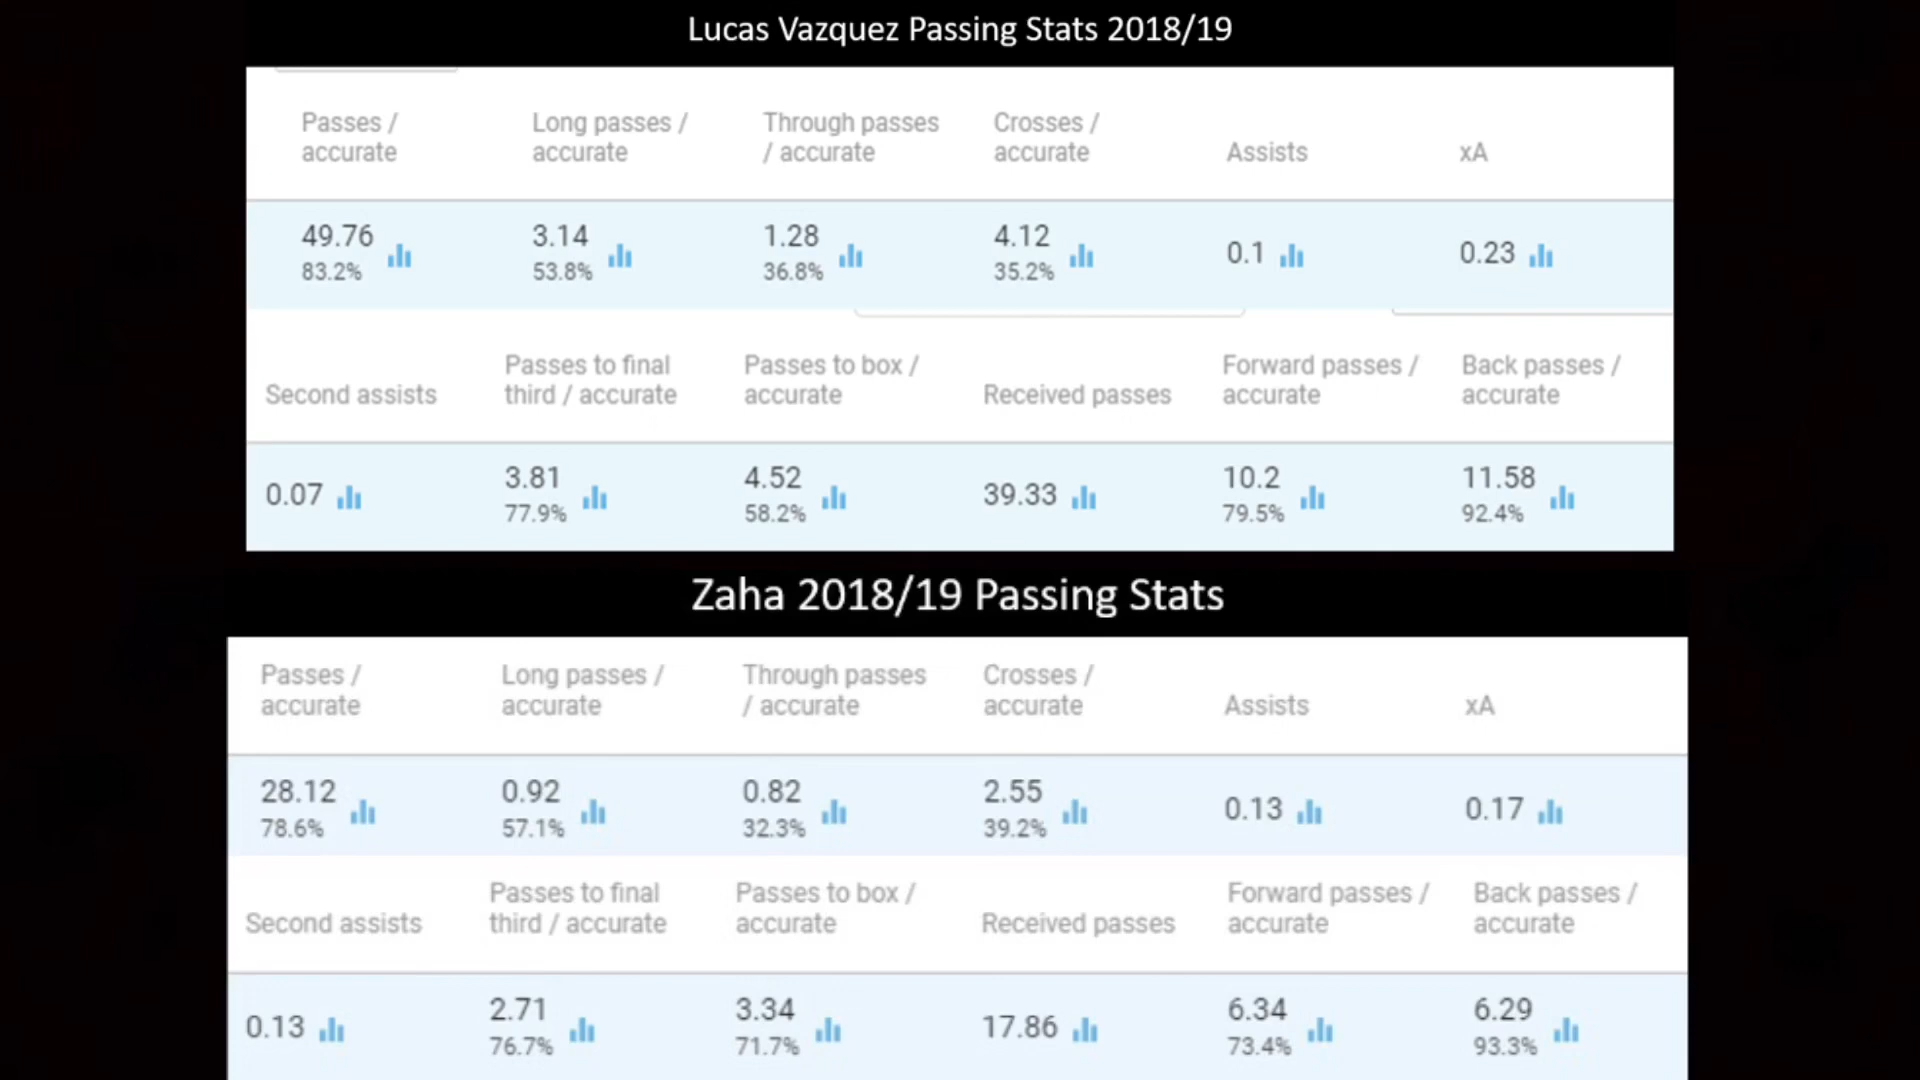 Lucas Vazquez Passing Stats 2018/19
Passes / Long passes / Through passes Crosses /
accurate accurate / accurate accurate Assists xA
49.76 3.14 1.28 4.12 0.1 0.23
83.2% 53.8% 36.8% 35.2%
Passes to final Passes to box / Forward passes / Back passes /
Second assists third / accurate accurate Received passes accurate accurate
0.07 3.81 4.52 39.33 10.2 11.58
77.9% 58.2% 79.5% 92.4%
Zaha 2018/19 Passing Stats
Passes / Long passes / Through passes Crosses /
accurate accurate / accurate accurate Assists xA
28.12 0.92 0.82 2.55 0.13 0.17
78.6% 57.1% 32.3% 39.2%
Passes to final Passes to box / Forward passes / Back passes /
Second assists third / accurate accurate Received passes accurate accurate
0.13 2.71 3.34 17.86 6.34 6.29
76.7% 71.7% 73.4% 93.3%